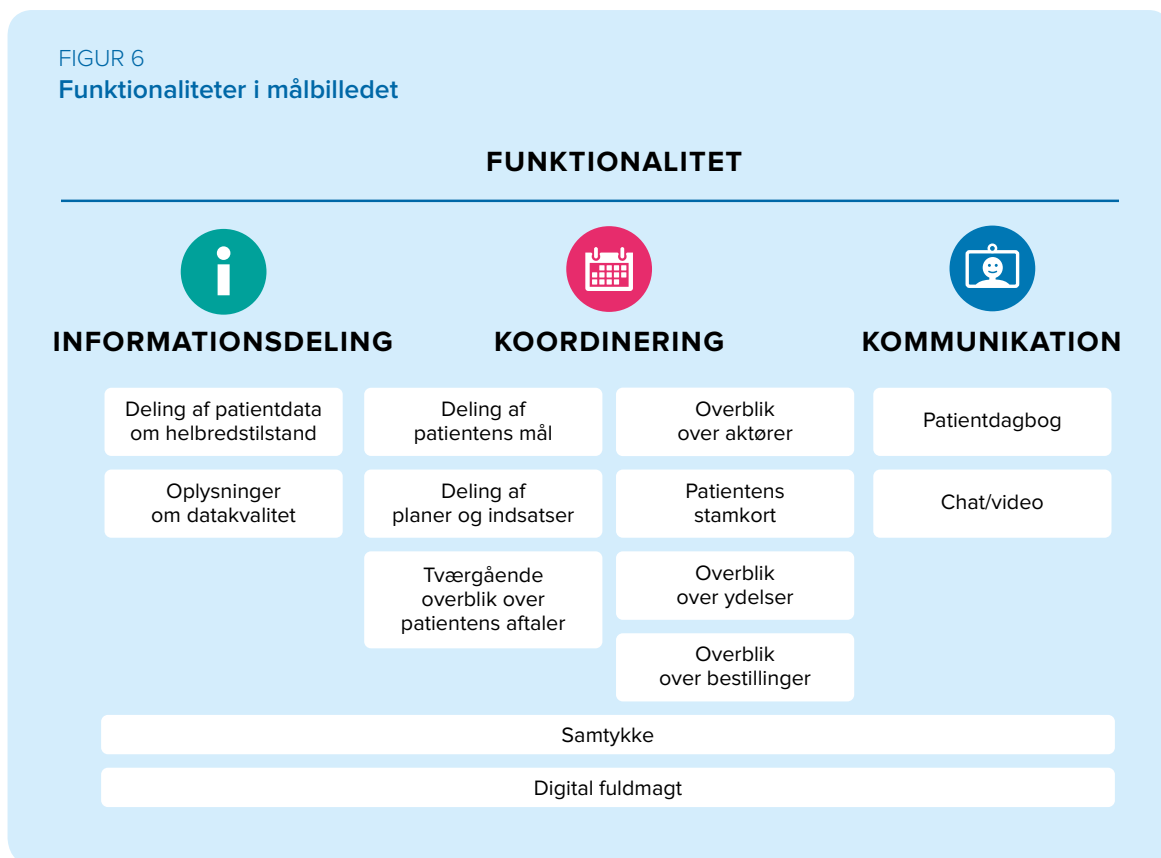 FIGUR 6
Funktionaliteter i målbilledet
FUNKTIONALITET
INFORMATIONSDELING
Deling af patientdata
om helbredstilstand
Oplysninger
om datakvalitet
KOORDINERING
Deling af
patientens mål
Deling af
planer og indsatser
Tværgående
overblik over
patientens aftaler
Overblik
over aktører
Patientens
stamkort
Overblik
over ydelser
Overblik
over bestillinger
KOMMUNIKATION
Patientdagbog
Chat/video
Samtykke
Digital fuldmagt